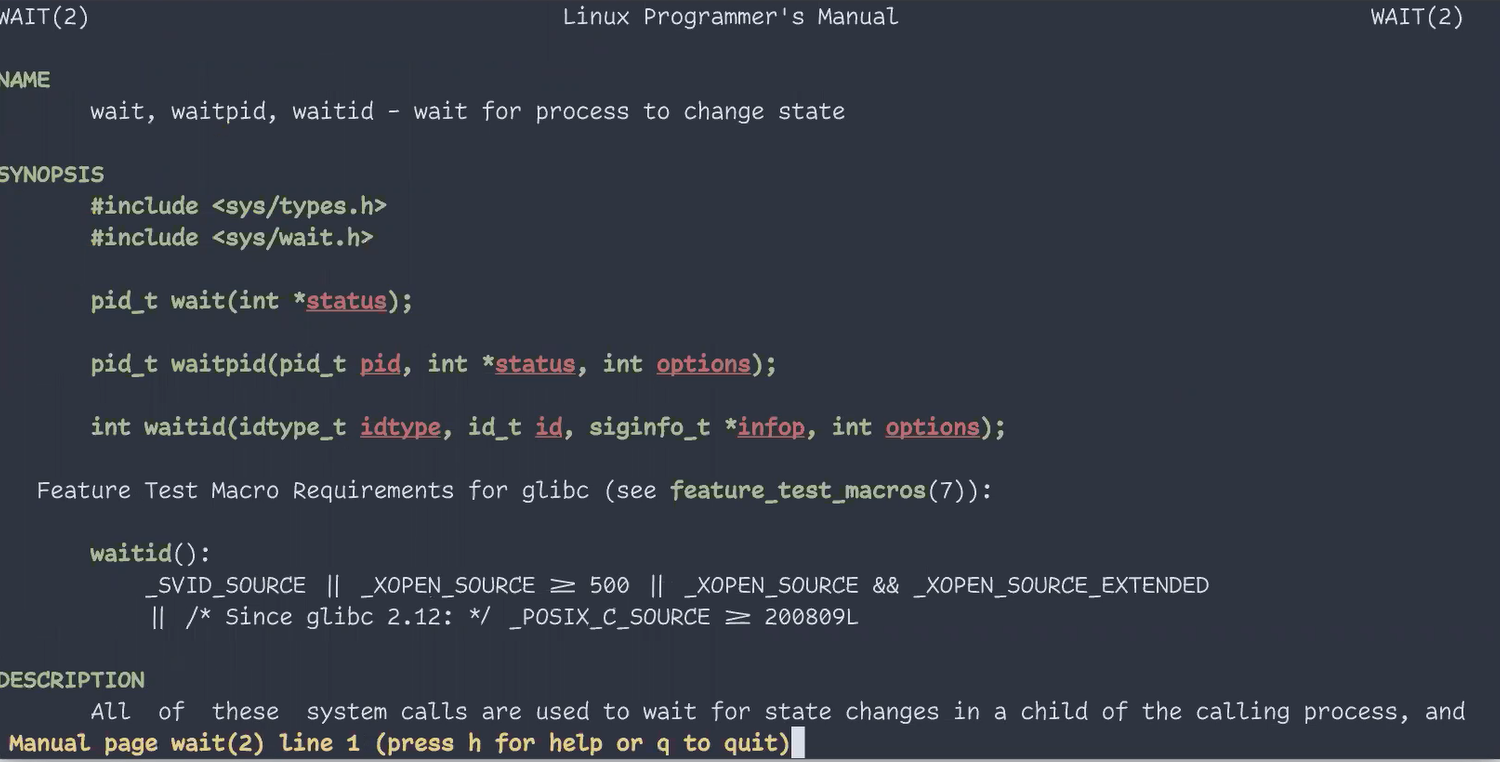 WAIT(2) Linux Programmer's Manual WAIT(2)
NAME
wait, waitpid, waitid - wait for process to change state
SYNOPSIS
#include <sys/types.h>
#include <sys/wait.h>
pid_t wait(int *status);
pid_t waitpid(pid_t pid, int *status, int options);
int waitid(idtype_t idtype, id_t id, siginfo_t *infop, int options);
Feature Test Macro Requirements for glibc (see feature_test_macros(7)):
waitid():
_SVID_SOURCE || _XOPEN_SOURCE >= 500 || _XOPEN_SOURCE && _XOPEN_SOURCE_EXTENDED
|| /* Since glibc 2.12: */ _POSIX_C_SOURCE >= 200809L
DESCRIPTION
All of these system calls are used to wait for state changes in a child of the calling process, and
Manual page wait(2) line 1 (press h for help or q to quit)